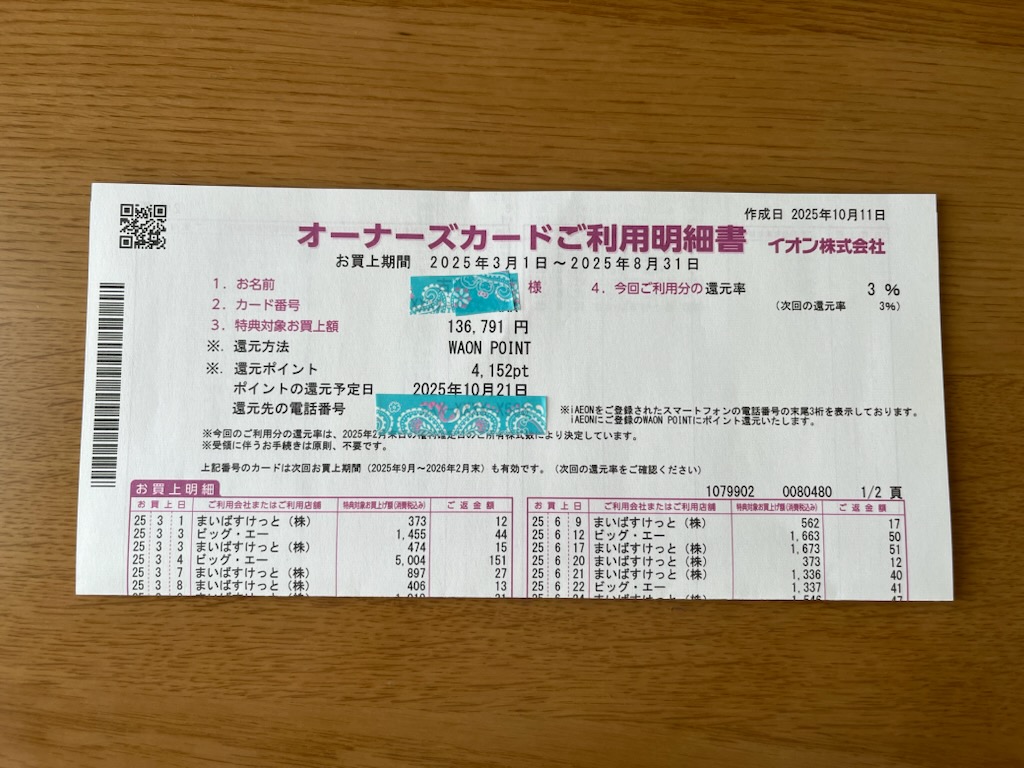 作成日 2025年10月11日
オーナーズカードご利用明細書 イオン株式会社
お買上期間 2025年3月1日～2025年8月31日
1. お名前 様
2. カード番号
3. 特典対象お買上額 136,791 円
※. 還元方法 WAON POINT
※. 還元ポイント 4,152pt
ポイントの還元予定日 2025年10月21日
還元先の電話番号
4. 今回ご利用分の還元率 3 %
(次回の還元率 3%)
※iAEONをご登録されたスマートフォンの電話番号の末尾3桁を表示しております。
iAEONにご登録のWAON POINTにポイント還元いたします。
※今回のご利用分の還元率は、2025年2月末日の権利確定日のご所有株式数により決定しています。
※受領に伴うお手続きは原則、不要です。
上記番号のカードは次回お買上期間（2025年9月～2026年2月末）も有効です。（次回の還元率をご確認ください）
お買上明細 1079902 0080480 1/2 頁
お買上日 ご利用会社またはご利用店舗 特典対象お買上げ額(消費税込み) ご返金額
25 3 1 まいばすけっと（株） 373 12
25 3 3 ビッグ・エー 1,455 44
25 3 3 まいばすけっと（株） 474 15
25 3 4 ビッグ・エー 5,004 151
25 3 7 まいばすけっと（株） 897 27
25 3 8 まいばすけっと（株） 406 13
お買上日 ご利用会社またはご利用店舗 特典対象お買上げ額(消費税込み) ご返金額
25 6 9 まいばすけっと（株） 562 17
25 6 12 ビッグ・エー 1,663 50
25 6 17 まいばすけっと（株） 1,673 51
25 6 20 まいばすけっと（株） 373 12
25 6 21 まいばすけっと（株） 1,336 40
25 6 22 ビッグ・エー 1,337 41